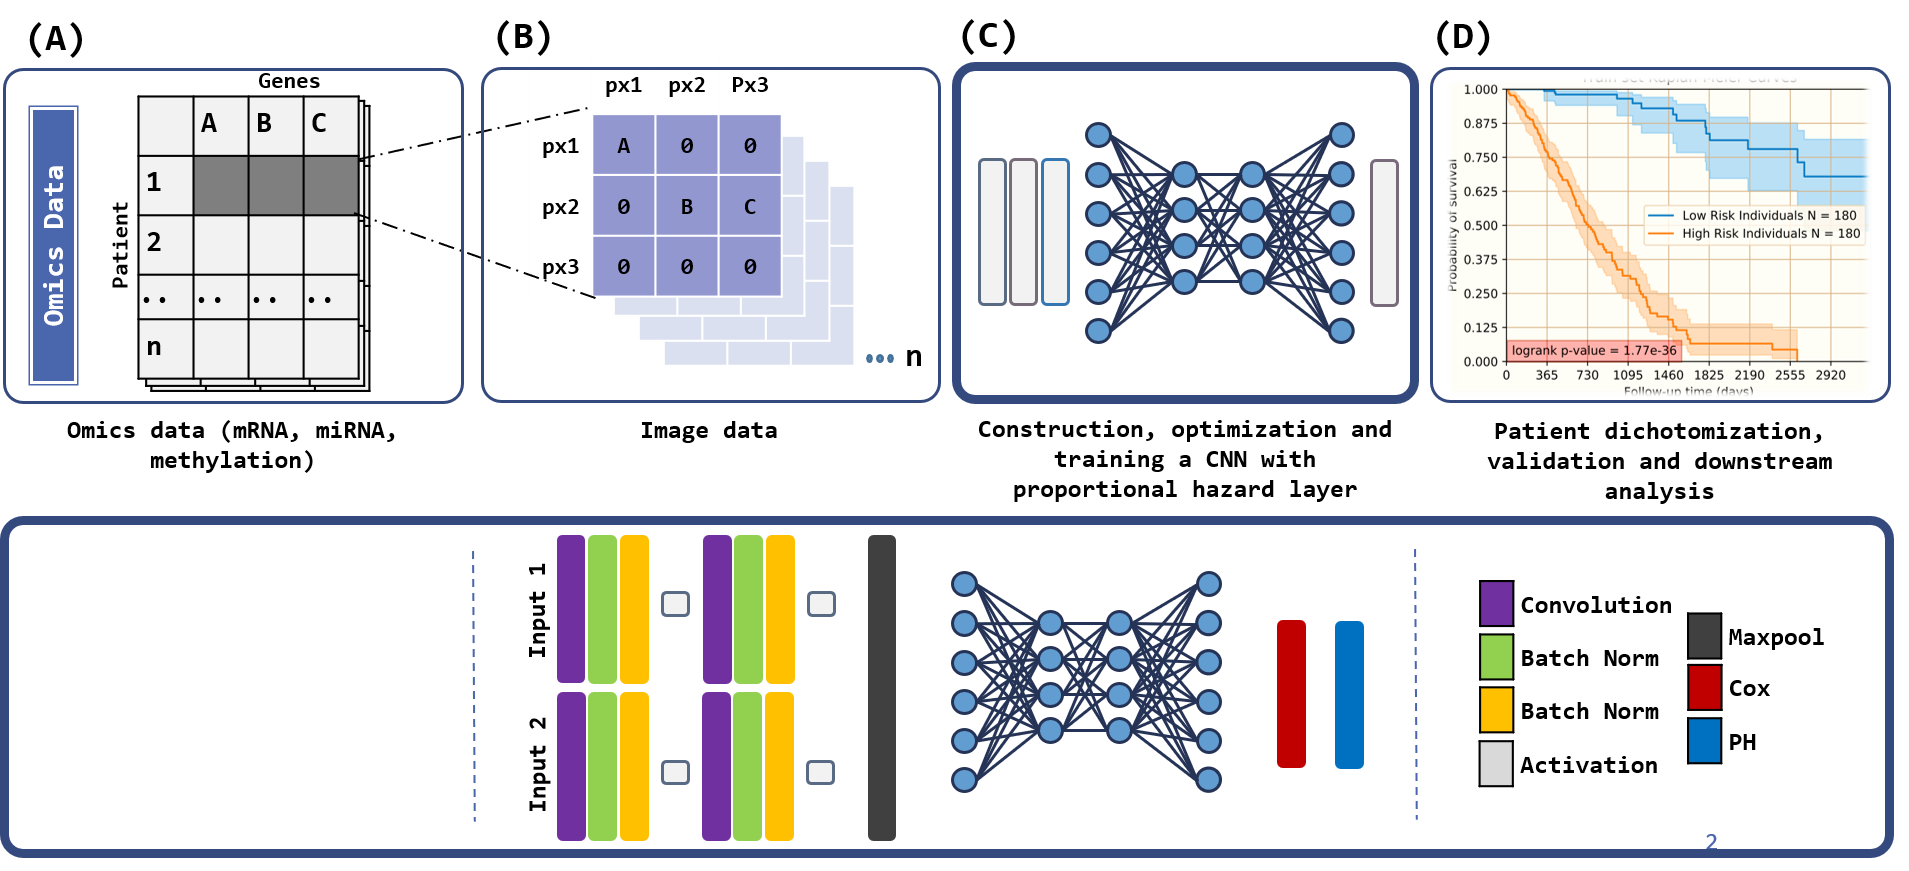 (A)
Genes
Omics Data
Patient
A B C
1
2
.. .. .. ..
n
Omics data (mRNA, miRNA,
methylation)
(B)
px1 px2 Px3
px1 A 0 0
px2 0 B C
px3 0 0 0
... n
Image data
(C)
Construction, optimization and
training a CNN with
proportional hazard layer
(D)
Train set Kaplan-Meier Curves
Probability of survival
1.000
0.875
0.750
0.625
0.500
0.375
0.250
0.125
0.000
Low Risk Individuals N = 180
High Risk Individuals N = 180
logrank p-value = 1.77e-36
0 365 730 1095 1460 1825 2190 2555 2920
Follow-up time (days)
Patient dichotomization,
validation and downstream
analysis
Input 1
Input 2
Convolution
Batch Norm
Batch Norm
Activation
Maxpool
Cox
PH
2